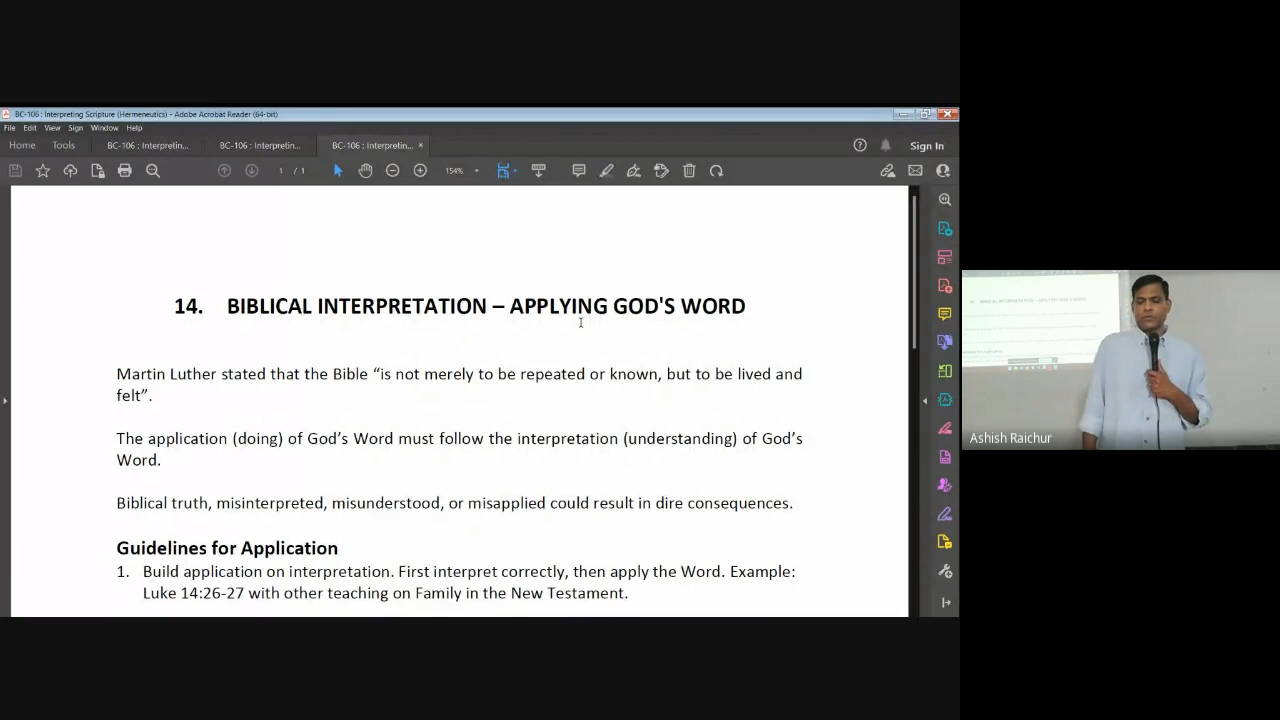 BC-106 : Interpreting Scripture (Hermeneutics) - Adobe Acrobat Reader (64-bit)
File Edit View Sign Window Help
Home Tools BC-106 : Interpretin... BC-106 : Interpretin... BC-106 : Interpretin... × Sign In
1 / 1 154%
14. BIBLICAL INTERPRETATION – APPLYING GOD'S WORD
Martin Luther stated that the Bible “is not merely to be repeated or known, but to be lived and
felt”.
The application (doing) of God’s Word must follow the interpretation (understanding) of God’s
Word.
Biblical truth, misinterpreted, misunderstood, or misapplied could result in dire consequences.
Guidelines for Application
1. Build application on interpretation. First interpret correctly, then apply the Word. Example:
Luke 14:26-27 with other teaching on Family in the New Testament.
Ashish Raichur